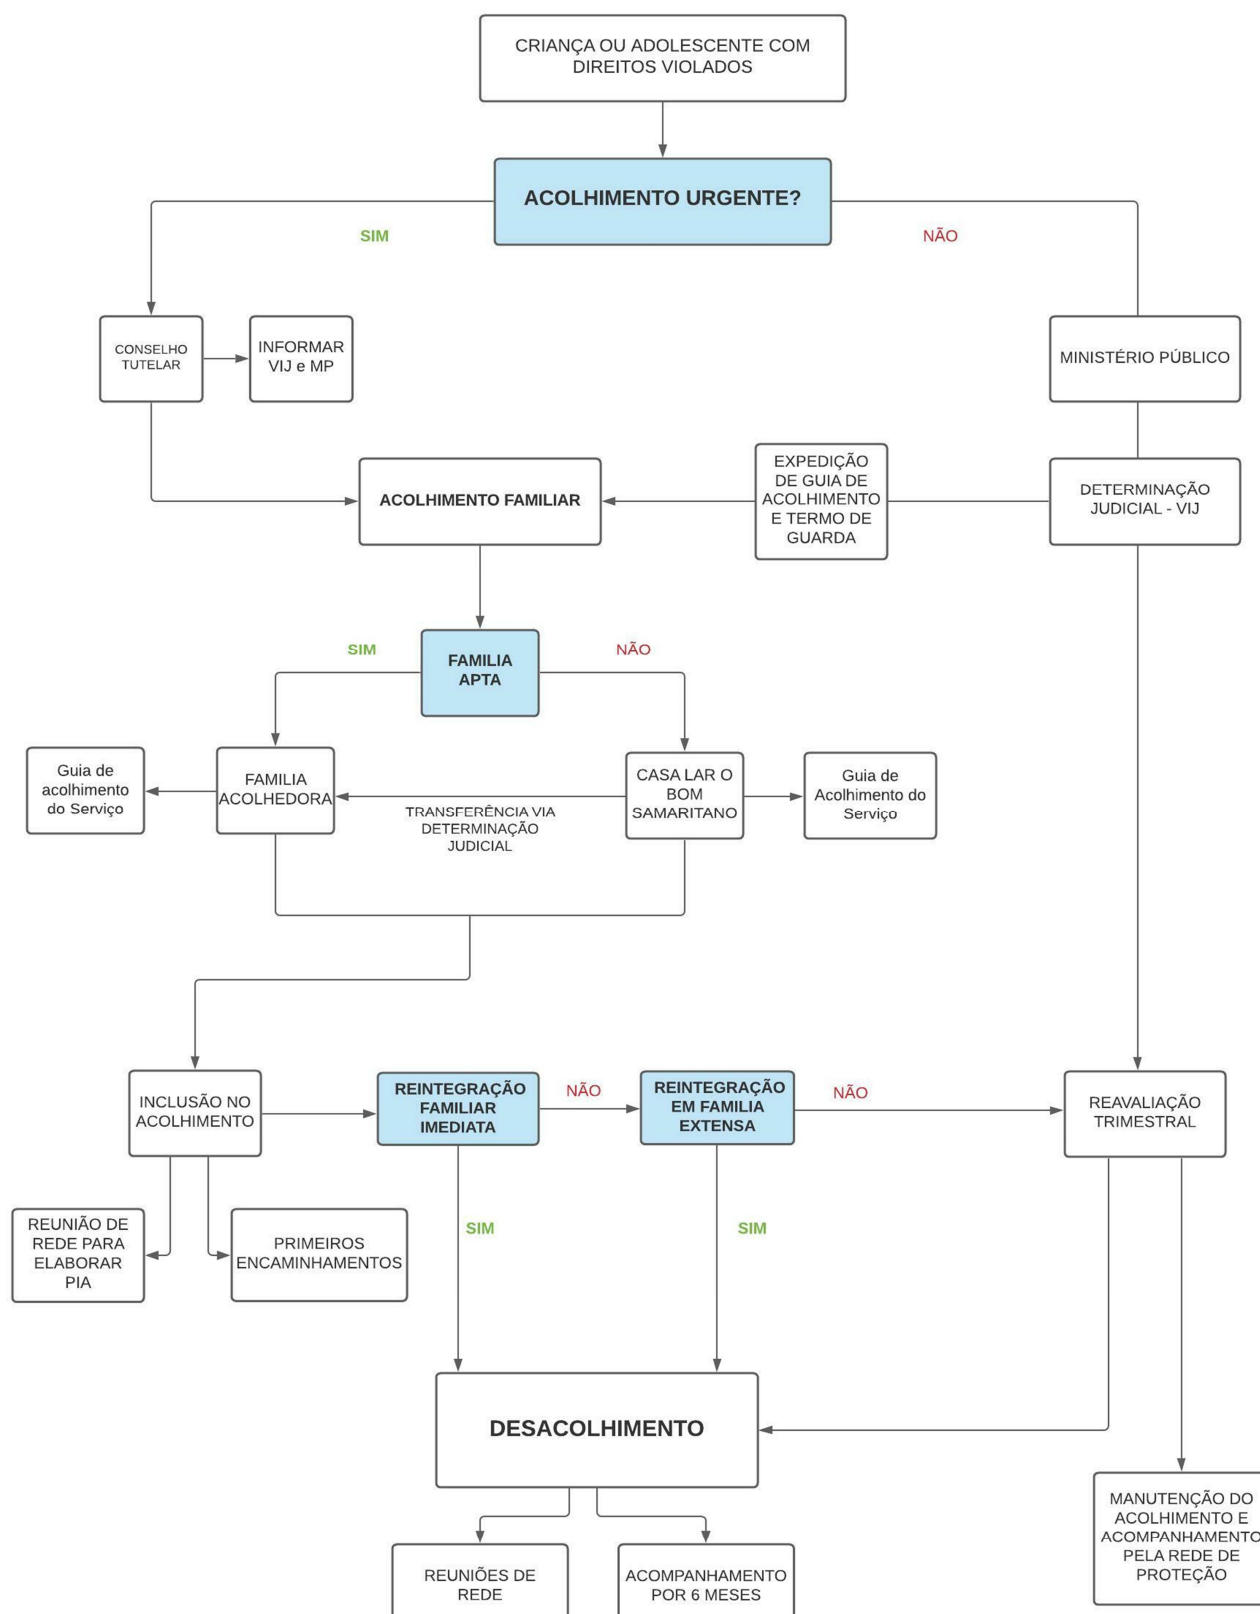 CRIANÇA OU ADOLESCENTE COM
DIREITOS VIOLADOS
ACOLHIMENTO URGENTE?
SIM
NÃO
CONSELHO
TUTELAR
INFORMAR
VIJ e MP
MINISTÉRIO PÚBLICO
ACOLHIMENTO FAMILIAR
EXPEDIÇÃO
DE GUIA DE
ACOLHIMENTO
E TERMO DE
GUARDA
DETERMINAÇÃO
JUDICIAL - VIJ
SIM
FAMILIA
APTA
NÃO
Guia de
acolhimento
do Serviço
FAMILIA
ACOLHEDORA
TRANSFERÊNCIA VIA
DETERMINAÇÃO
JUDICIAL
CASA LAR O
BOM
SAMARITANO
Guia de
Acolhimento do
Serviço
INCLUSÃO NO
ACOLHIMENTO
REINTEGRAÇÃO
FAMILIAR
IMEDIATA
NÃO
REINTEGRAÇÃO
EM FAMILIA
EXTENSA
NÃO
REAVALIAÇÃO
TRIMESTRAL
REUNIÃO DE
REDE PARA
ELABORAR
PIA
PRIMEIROS
ENCAMINHAMENTOS
SIM
SIM
DESACOLHIMENTO
MANUTENÇÃO DO
ACOLHIMENTO E
ACOMPANHAMENTO
PELA REDE DE
PROTEÇÃO
REUNIÕES DE
REDE
ACOMPANHAMENTO
POR 6 MESES